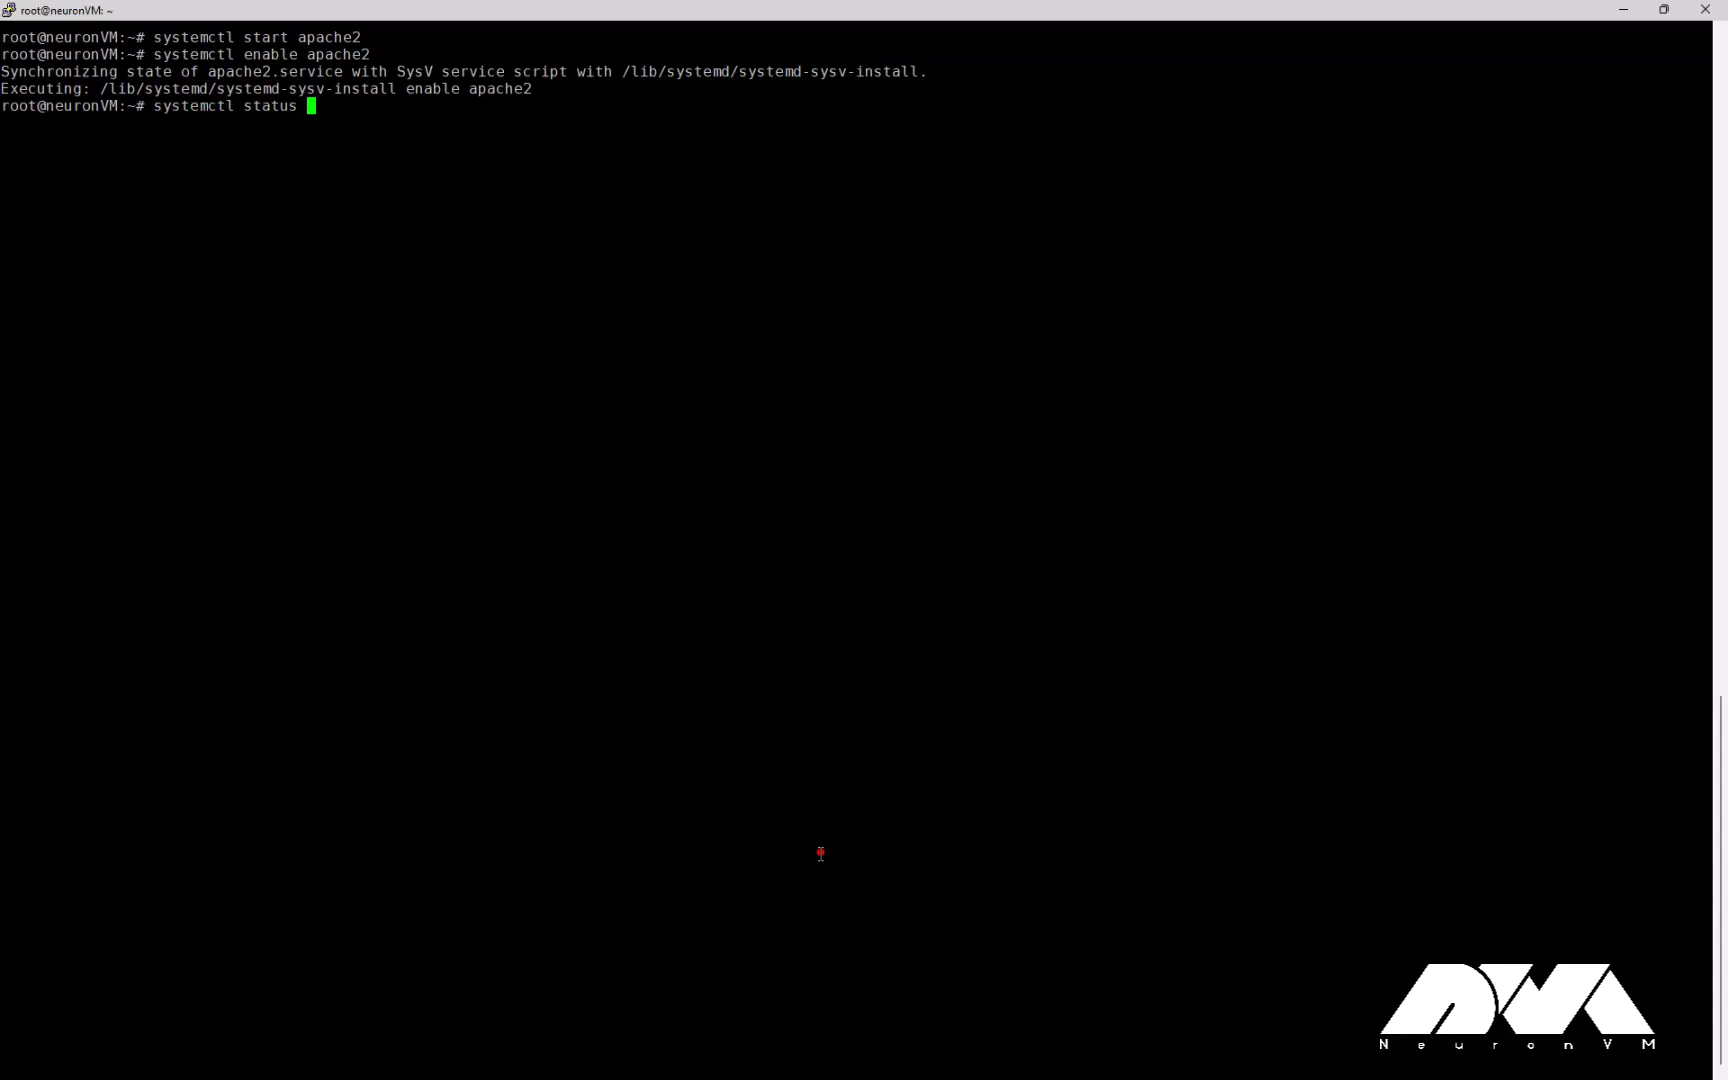 root@neuronVM: ~
root@neuronVM:~# systemctl start apache2
root@neuronVM:~# systemctl enable apache2
Synchronizing state of apache2.service with SysV service script with /lib/systemd/systemd-sysv-install.
Executing: /lib/systemd/systemd-sysv-install enable apache2
root@neuronVM:~# systemctl status
NeuronVM